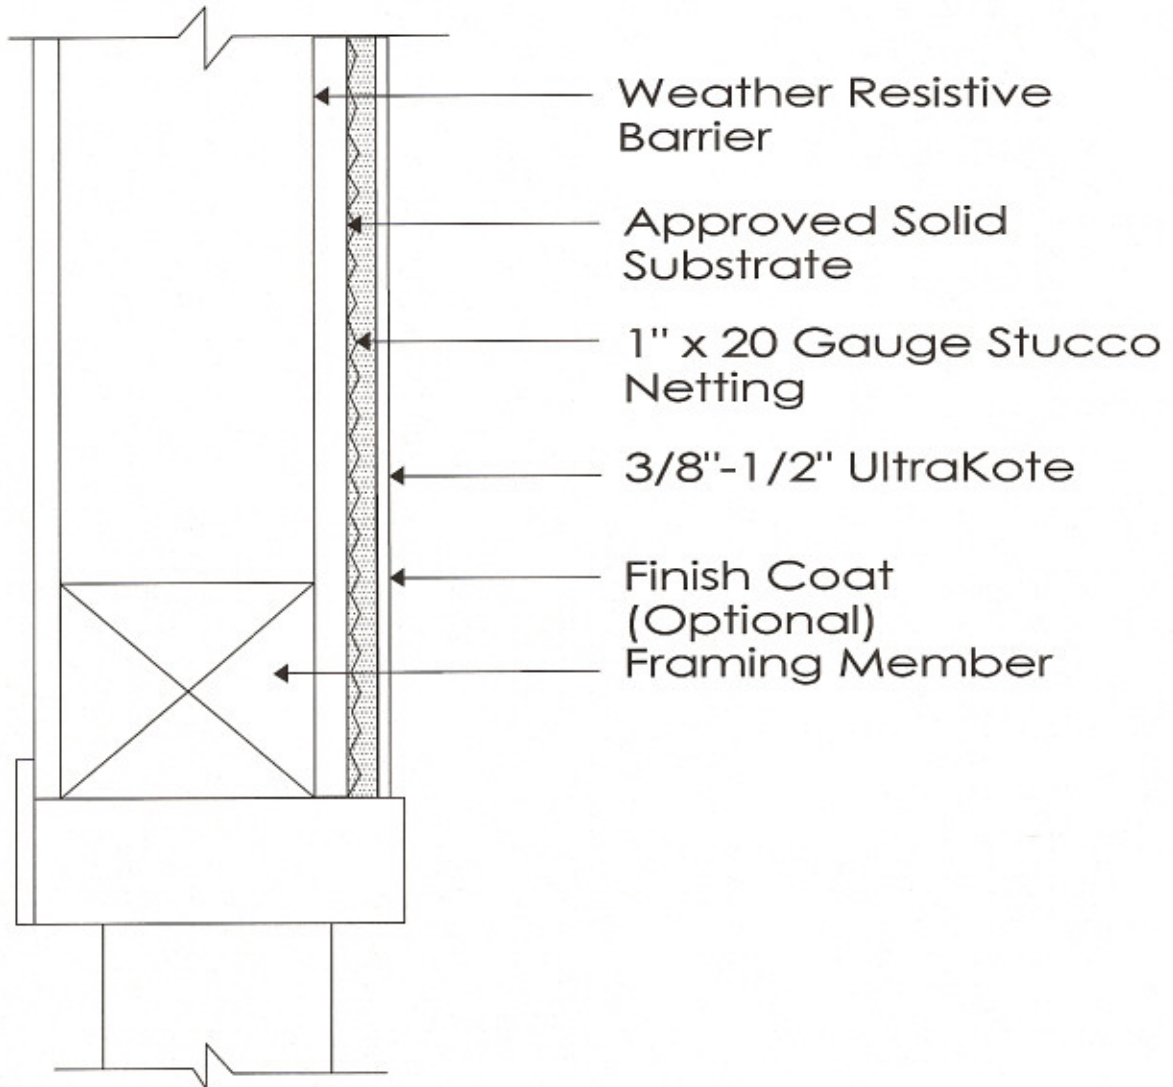 Weather Resistive
Barrier
Approved Solid
Substrate
1" x 20 Gauge Stucco
Netting
3/8"-1/2" UltraKote
Finish Coat
(Optional)
Framing Member